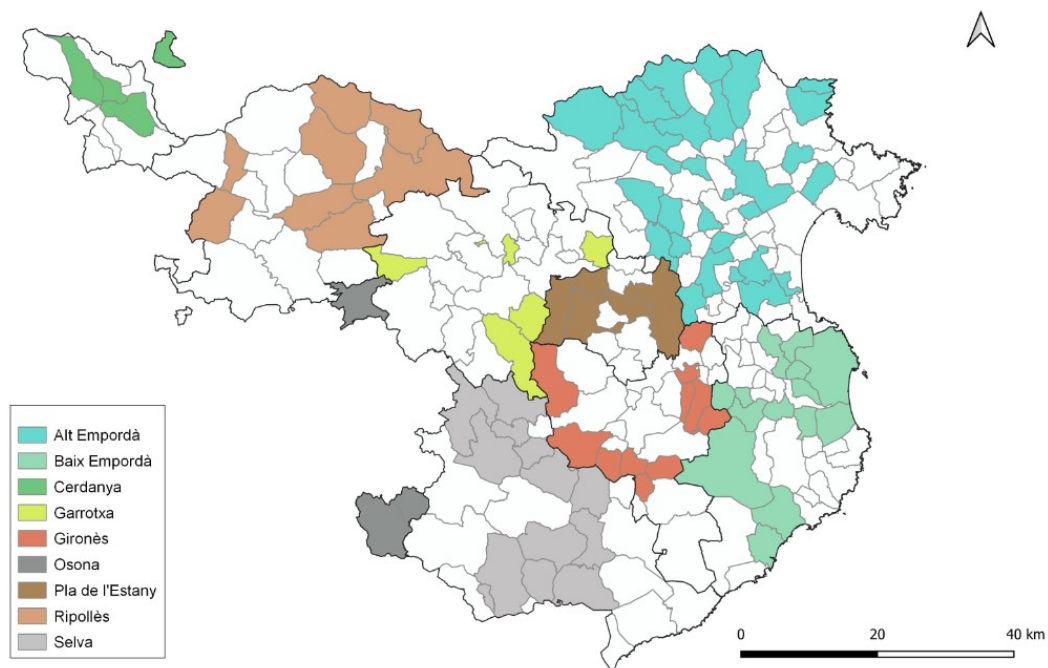 Alt Empordà
Baix Empordà
Cerdanya
Garrotxa
Gironès
Osona
Pla de l'Estany
Ripollès
Selva
0 20 40 km